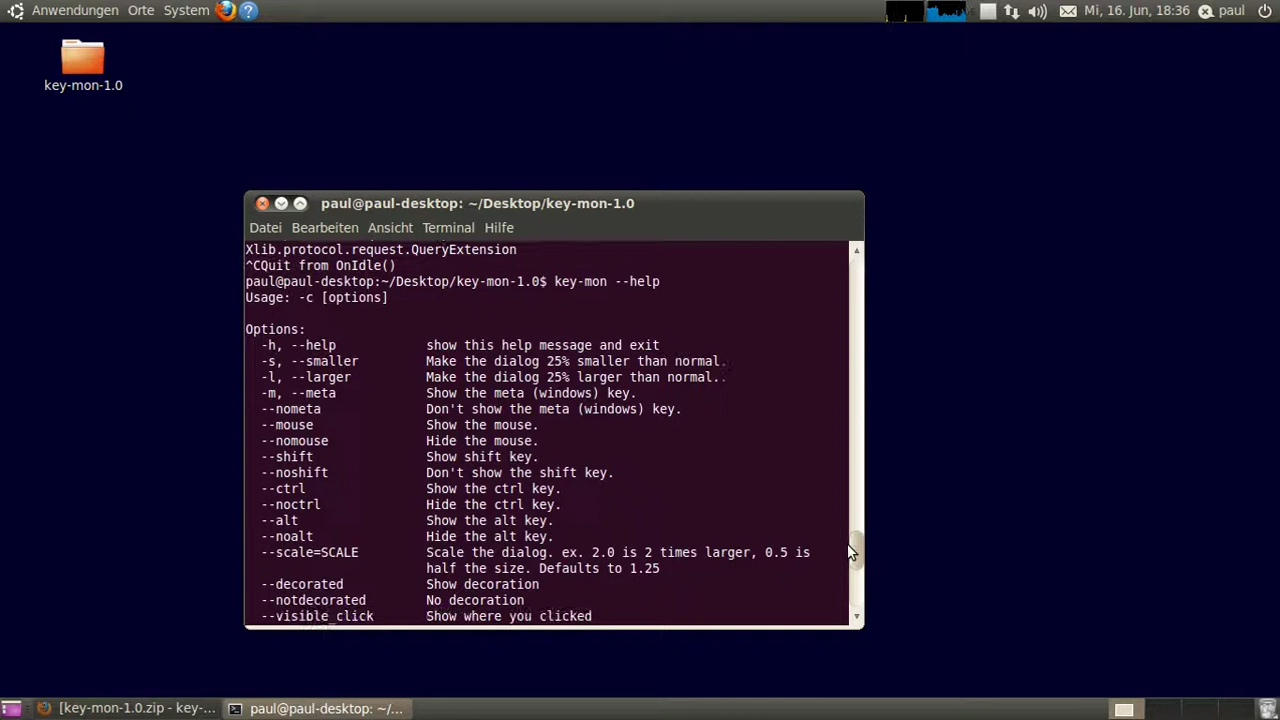 Anwendungen Orte System
Mi, 16. Jun, 18:36 paul
key-mon-1.0
paul@paul-desktop: ~/Desktop/key-mon-1.0
Datei Bearbeiten Ansicht Terminal Hilfe
Xlib.protocol.request.QueryExtension
^CQuit from OnIdle()
paul@paul-desktop:~/Desktop/key-mon-1.0$ key-mon --help
Usage: -c [options]
Options:
-h, --help show this help message and exit
-s, --smaller Make the dialog 25% smaller than normal.
-l, --larger Make the dialog 25% larger than normal..
-m, --meta Show the meta (windows) key.
--nometa Don't show the meta (windows) key.
--mouse Show the mouse.
--nomouse Hide the mouse.
--shift Show shift key.
--noshift Don't show the shift key.
--ctrl Show the ctrl key.
--noctrl Hide the ctrl key.
--alt Show the alt key.
--noalt Hide the alt key.
--scale=SCALE Scale the dialog. ex. 2.0 is 2 times larger, 0.5 is
half the size. Defaults to 1.25
--decorated Show decoration
--notdecorated No decoration
--visible_click Show where you clicked
[key-mon-1.0.zip - key-... paul@paul-desktop: ~/...